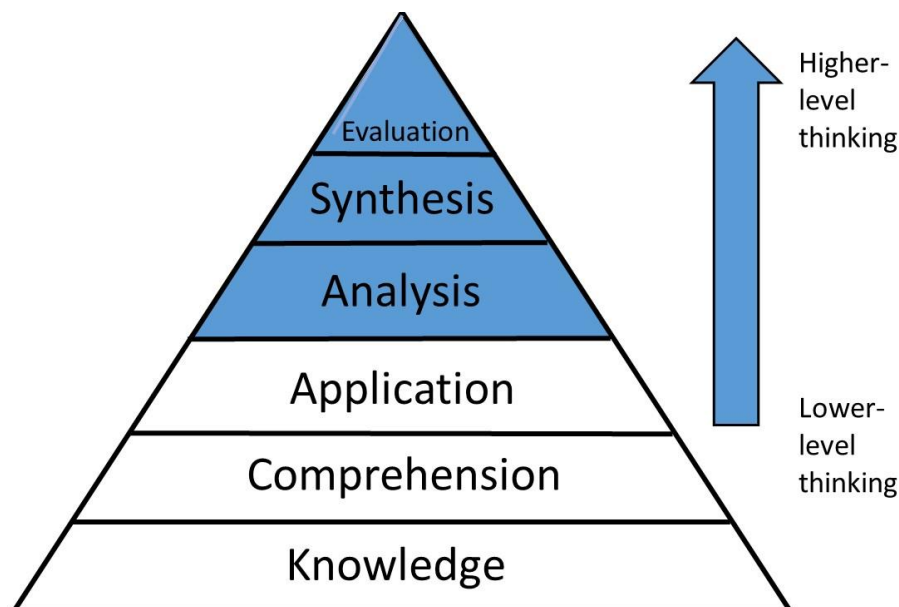 Evaluation
Synthesis
Analysis
Application
Comprehension
Knowledge
Higher-
level
thinking
Lower-
level
thinking